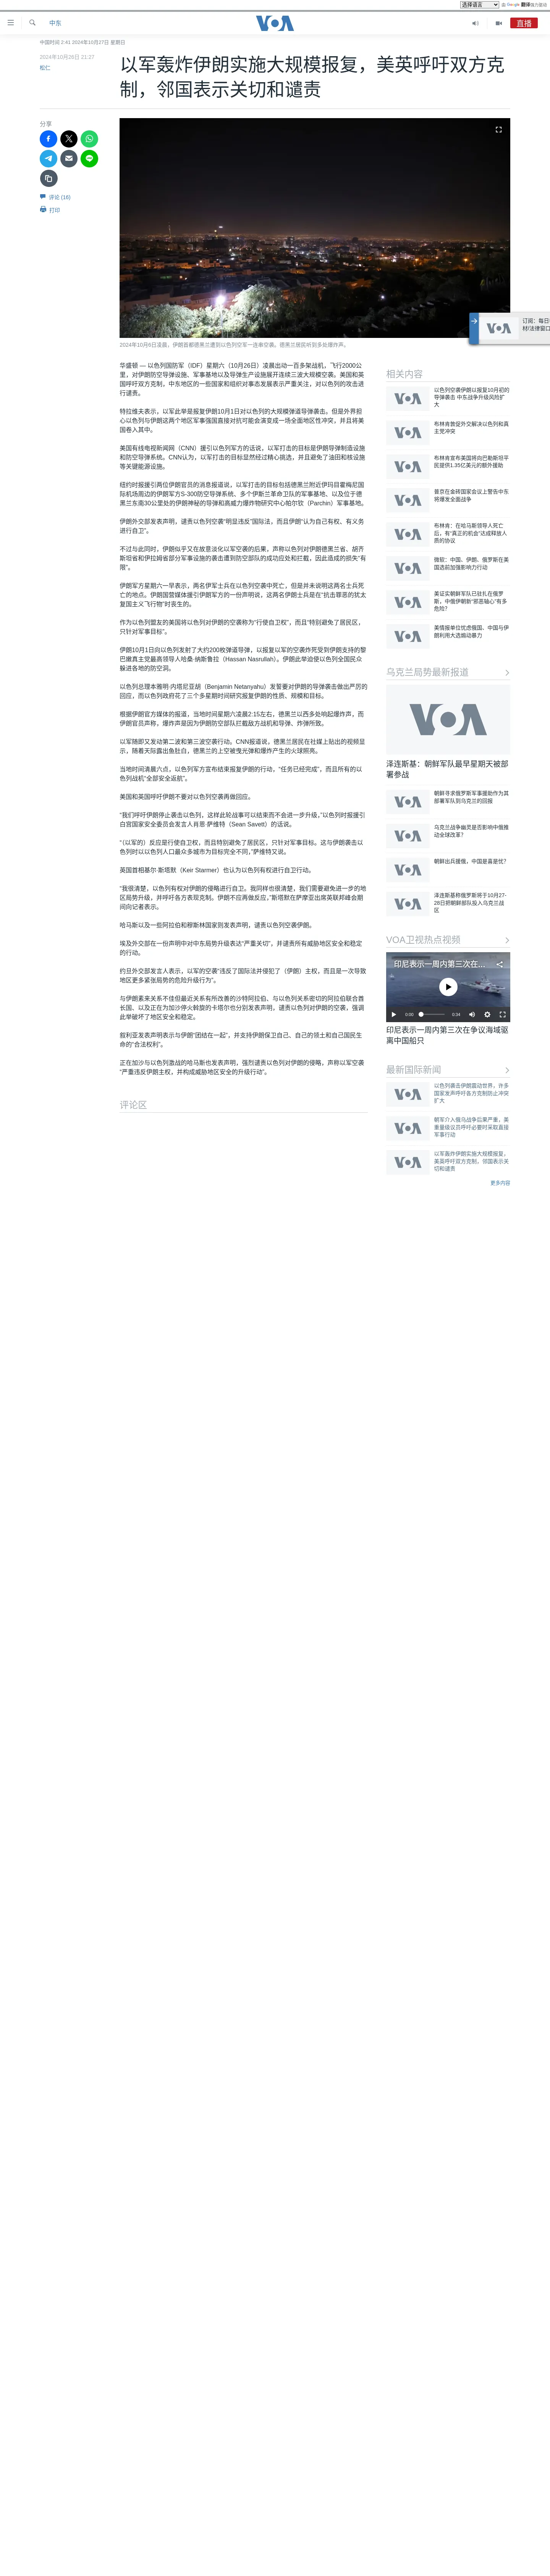 选择语言
由 Google 翻译强力驱动
中东
VOA
直播
中国时间 2:41 2024年10月27日 星期日
2024年10月26日 21:27
松仁
以军轰炸伊朗实施大规模报复，美英呼吁双方克
制，邻国表示关切和谴责
分享
评论 (16)
打印
2024年10月6日凌晨，伊朗首都德黑兰遭到以色列空军一连串空袭。德黑兰居民听到多处爆炸声。
订阅：每日
材/法律窗口
华盛顿 — 以色列国防军（IDF）星期六（10月26日）凌晨出动一百多架战机，飞行2000公
里，对伊朗防空导弹设施、军事基地以及导弹生产设施展开连续三波大规模空袭。美国和英
国呼吁双方克制，中东地区的一些国家和组织对事态发展表示严重关注，对以色列的攻击进
行谴责。
特拉维夫表示，以军此举是报复伊朗10月1日对以色列的大规模弹道导弹袭击。但是外界担
心以色列与伊朗这两个地区军事强国直接对抗可能会演变成一场全面地区性冲突，并且将美
国卷入其中。
美国有线电视新闻网（CNN）援引以色列军方的话说，以军打击的目标是伊朗导弹制造设施
和防空导弹系统。CNN认为，以军打击的目标显然经过精心挑选，并且避免了油田和核设施
等关键能源设施。
纽约时报援引两位伊朗官员的消息报道说，以军打击的目标包括德黑兰附近伊玛目霍梅尼国
际机场周边的伊朗军方S-300防空导弹系统、多个伊斯兰革命卫队的军事基地、以及位于德
黑兰东南30公里处的伊朗神秘的导弹和高威力爆炸物研究中心帕尔钦（Parchin）军事基地。
伊朗外交部发表声明，谴责以色列空袭“明显违反”国际法，而且伊朗“认为自己有权、有义务
进行自卫”。
不过与此同时，伊朗似乎又在故意淡化以军空袭的后果，声称以色列对伊朗德黑兰省、胡齐
斯坦省和伊拉姆省部分军事设施的袭击遭到防空部队的成功应处和拦截，因此造成的损失“有
限”。
伊朗军方星期六一早表示，两名伊军士兵在以色列空袭中死亡，但是并未说明这两名士兵死
亡的地点。伊朗国营媒体援引伊朗军方的一份声明说，这两名伊朗士兵是在“抗击罪恶的犹太
复国主义飞行物”时丧生的。
作为以色列盟友的美国将以色列对伊朗的空袭称为“行使自卫权”，而且“特别避免了居民区，
只针对军事目标”。
伊朗10月1日向以色列发射了大约200枚弹道导弹，以报复以军的空袭炸死受到伊朗支持的黎
巴嫩真主党最高领导人哈桑·纳斯鲁拉（Hassan Nasrullah）。伊朗此举迫使以色列全国民众
躲进各地的防空洞。
以色列总理本雅明·内塔尼亚胡（Benjamin Netanyahu）发誓要对伊朗的导弹袭击做出严厉的
回应，而以色列政府花了三个多星期时间研究报复伊朗的性质、规模和目标。
根据伊朗官方媒体的报道，当地时间星期六凌晨2:15左右，德黑兰以西多处响起爆炸声，而
伊朗官员声称，爆炸声是因为伊朗防空部队拦截敌方战机和导弹、炸弹所致。
以军随即又发动第二波和第三波空袭行动。CNN报道说，德黑兰居民在社媒上贴出的视频显
示，随着天际露出鱼肚白，德黑兰的上空被曳弹和爆炸产生的火球照亮。
当地时间清晨六点，以色列军方宣布结束报复伊朗的行动，“任务已经完成”，而且所有的以
色列战机“全部安全返航”。
美国和英国呼吁伊朗不要对以色列空袭再做回应。
“我们呼吁伊朗停止袭击以色列，这样此轮战事可以结束而不会进一步升级，”以色列时报援引
白宫国家安全委员会发言人肖恩·萨维特（Sean Savett）的话说。
“（以军的）反应是行使自卫权，而且特别避免了居民区，只针对军事目标。这与伊朗袭击以
色列时以以色列人口最众多城市为目标完全不同，”萨维特又说。
英国首相基尔·斯塔默（Keir Starmer）也认为以色列有权进行自卫行动。
“我很清楚，以色列有权对伊朗的侵略进行自卫。我同样也很清楚，我们需要避免进一步的地
区局势升级，并呼吁各方表现克制。伊朗不应再做反应，”斯塔默在萨摩亚出席英联邦峰会期
间向记者表示。
哈马斯以及一些阿拉伯和穆斯林国家则发表声明，谴责以色列空袭伊朗。
埃及外交部在一份声明中对中东局势升级表达“严重关切”，并谴责所有威胁地区安全和稳定
的行动。
约旦外交部发言人表示，以军的空袭“违反了国际法并侵犯了（伊朗）主权，而且是一次导致
地区更多紧张局势的危险升级行为”。
与伊朗素来关系不佳但最近关系有所改善的沙特阿拉伯、与以色列关系密切的阿拉伯联合酋
长国、以及正在为加沙停火斡旋的卡塔尔也分别发表声明，谴责以色列对伊朗的空袭，强调
此举破坏了地区安全和稳定。
叙利亚发表声明表示与伊朗“团结在一起”，并支持伊朗保卫自己、自己的领土和自己国民生
命的“合法权利”。
正在加沙与以色列激战的哈马斯也发表声明，强烈谴责以色列对伊朗的侵略，声称以军空袭
“严重违反伊朗主权，并构成威胁地区安全的升级行动”。
评论区
相关内容
以色列空袭伊朗以报复10月初的
导弹袭击 中东战争升级风险扩
大
布林肯敦促外交解决以色列和真
主党冲突
布林肯宣布美国将向巴勒斯坦平
民提供1.35亿美元的额外援助
普京在金砖国家会议上警告中东
将爆发全面战争
布林肯：在哈马斯领导人死亡
后，有“真正的机会”达成释放人
质的协议
微软：中国、伊朗、俄罗斯在美
国选前加强影响力行动
美证实朝鲜军队已驻扎在俄罗
斯，中俄伊朝新“邪恶轴心”有多
危险？
美情报单位忧虑俄国、中国与伊
朗利用大选煽动暴力
乌克兰局势最新报道
泽连斯基：朝鲜军队最早星期天被部
署参战
朝鲜寻求俄罗斯军事援助作为其
部署军队到乌克兰的回报
乌克兰战争幽灵是否影响中俄推
动全球改革？
朝鲜出兵援俄，中国是喜是忧？
泽连斯基称俄罗斯将于10月27-
28日把朝鲜部队投入乌克兰战
区
VOA卫视热点视频
印尼表示一周内第三次在...
0:00
0:34
印尼表示一周内第三次在争议海域驱
离中国船只
最新国际新闻
以色列袭击伊朗震动世界，许多
国家发声呼吁各方克制防止冲突
扩大
朝军介入俄乌战争后果严重，美
重量级议员呼吁必要时采取直接
军事行动
以军轰炸伊朗实施大规模报复，
美英呼吁双方克制，邻国表示关
切和谴责
更多内容